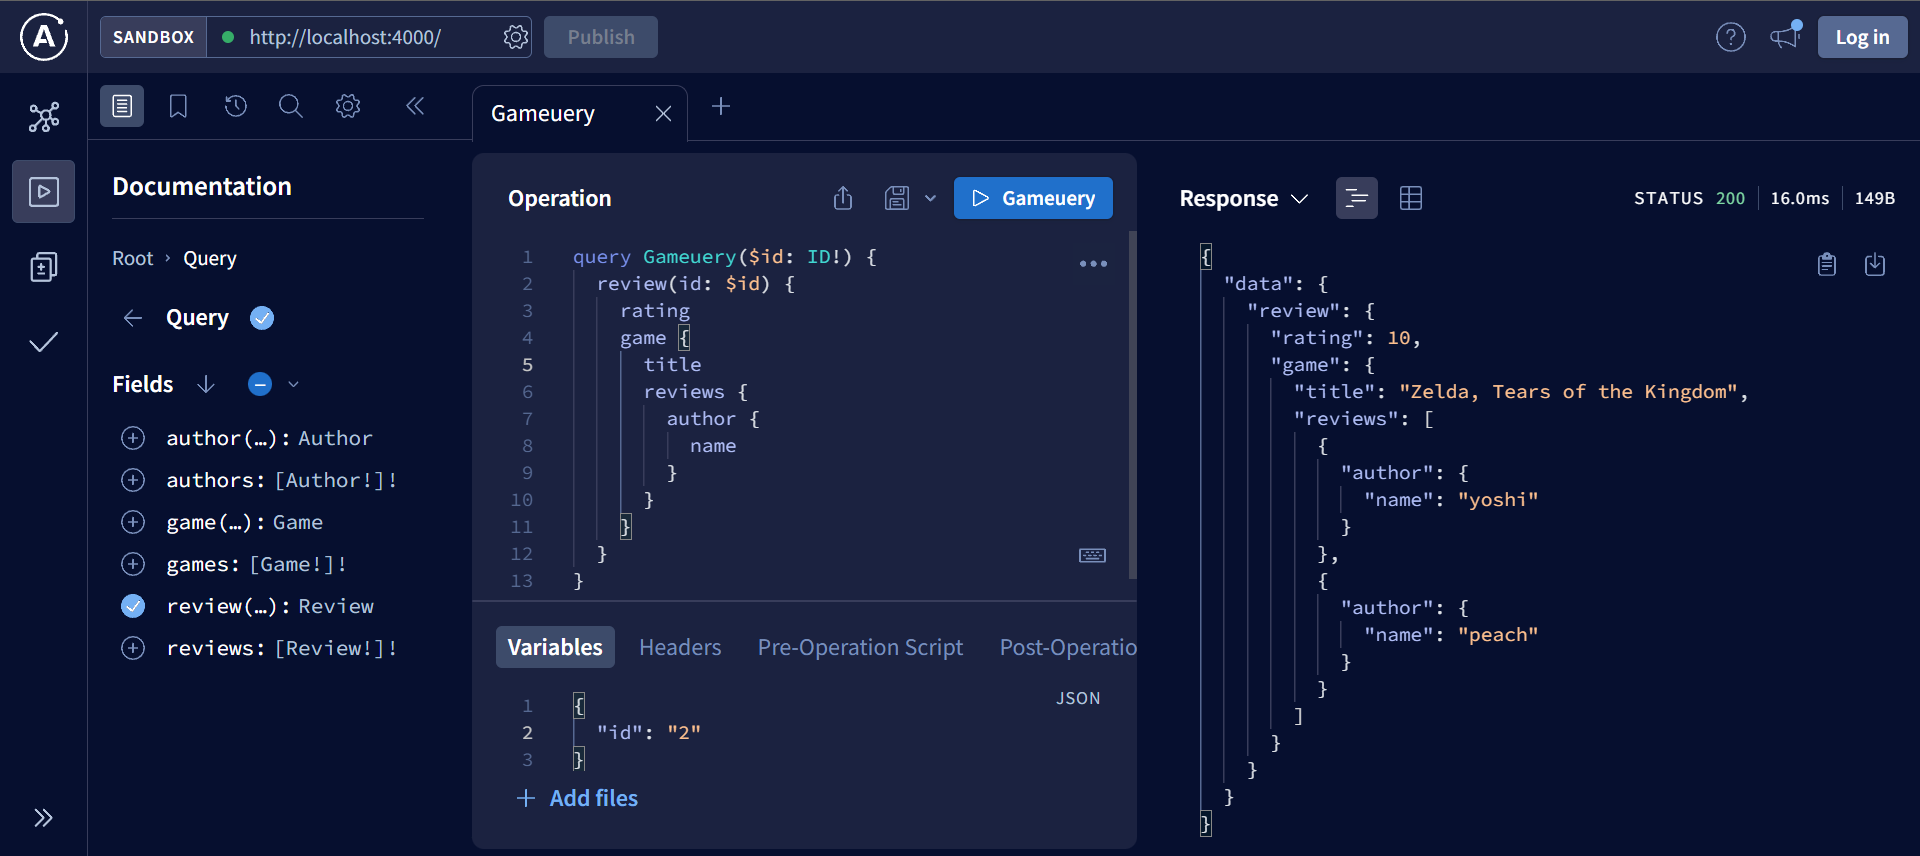 SANDBOX
http://localhost:4000/
Publish
Log in
Gameuery
Documentation
Root › Query
Query
Fields
author(…): Author
authors: [Author!]!
game(…): Game
games: [Game!]!
review(…): Review
reviews: [Review!]!
Operation
Gameuery
1 query Gameuery($id: ID!) {
2 review(id: $id) {
3 rating
4 game {
5 title
6 reviews {
7 author {
8 name
9 }
10 }
11 }
12 }
13 }
Variables Headers Pre-Operation Script Post-Operatio
JSON
1 {
2 "id": "2"
3 }
Add files
Response
STATUS 200 16.0ms 149B
{
"data": {
"review": {
"rating": 10,
"game": {
"title": "Zelda, Tears of the Kingdom",
"reviews": [
{
"author": {
"name": "yoshi"
}
},
{
"author": {
"name": "peach"
}
}
]
}
}
}
}